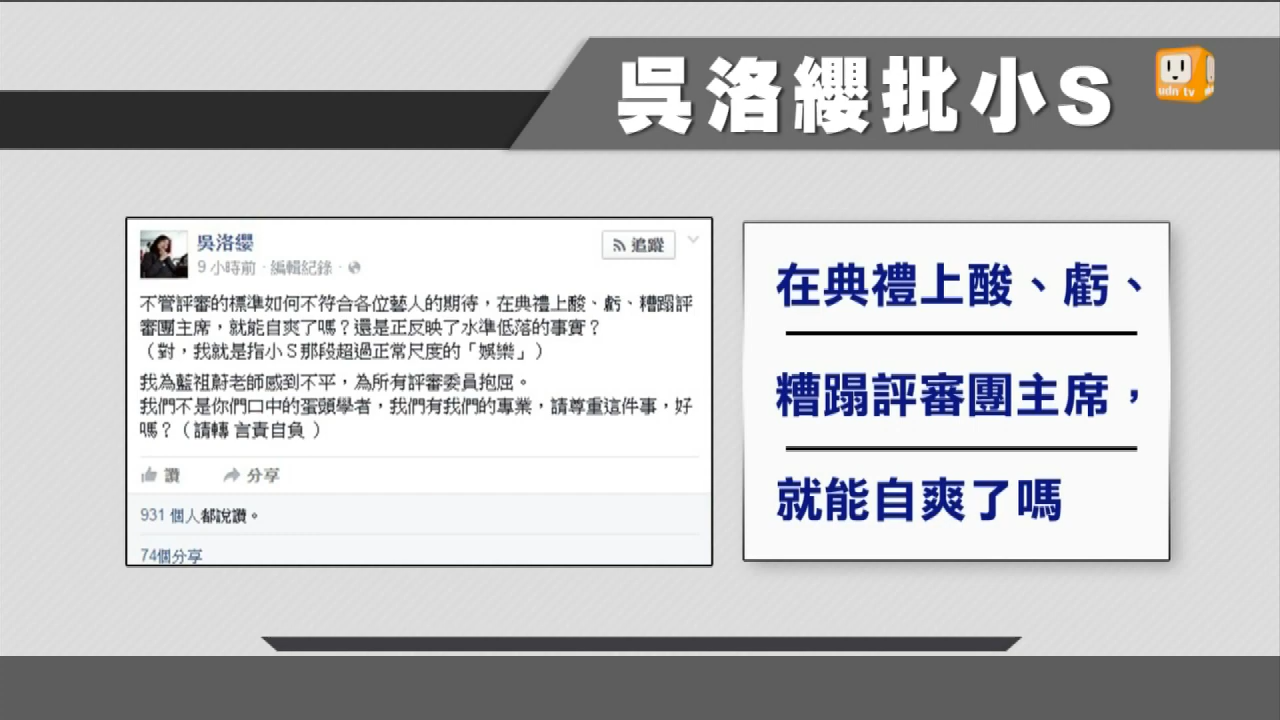 吳洛纓批小S
udn tv
吳洛纓
9 小時前 · 編輯紀錄 ·
追蹤
不管評審的標準如何不符合各位藝人的期待，在典禮上酸、虧、糟蹋評
審團主席，就能自爽了嗎？還是正反映了水準低落的事實？
（對，我就是指小S那段超過正常尺度的「娛樂」）
我為藍祖蔚老師感到不平，為所有評審委員抱屈。
我們不是你們口中的蛋頭學者，我們有我們的專業，請尊重這件事，好
嗎？（請轉 言責自負 ）
讚 分享
931 個人都說讚。
74個分享
在典禮上酸、虧、
糟蹋評審團主席，
就能自爽了嗎